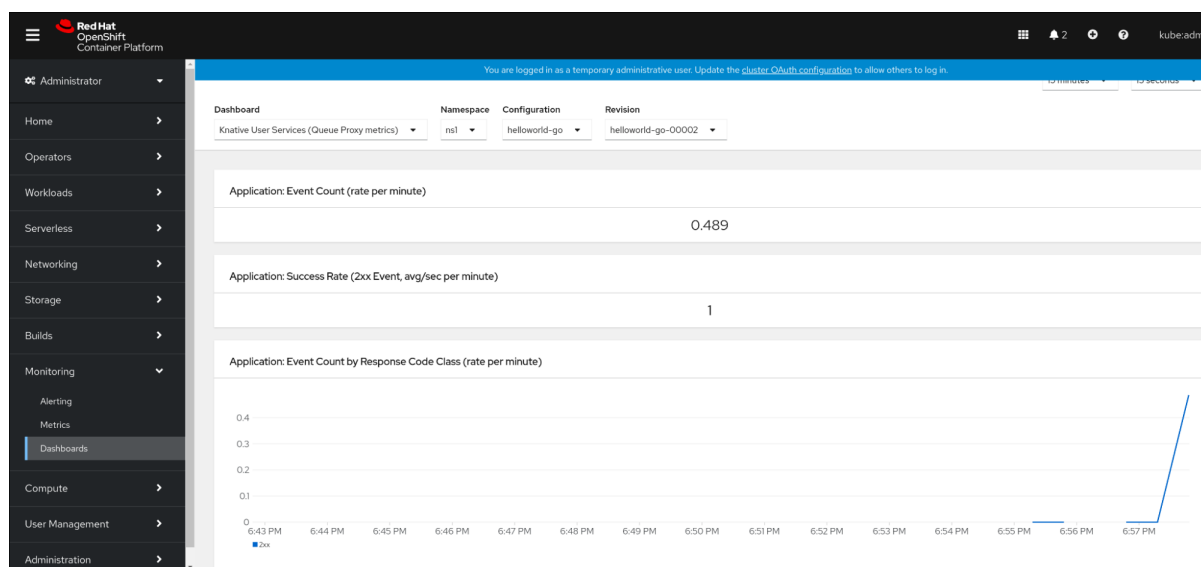 Red Hat
OpenShift
Container Platform
2
kube:adm
Administrator
You are logged in as a temporary administrative user. Update the cluster OAuth configuration to allow others to log in.
Home
Operators
Workloads
Serverless
Networking
Storage
Builds
Monitoring
Alerting
Metrics
Dashboards
Compute
User Management
Administration
15 minutes 15 seconds
Dashboard Namespace Configuration Revision
Knative User Services (Queue Proxy metrics) ns1 helloworld-go helloworld-go-00002
Application: Event Count (rate per minute)
0.489
Application: Success Rate (2xx Event, avg/sec per minute)
1
Application: Event Count by Response Code Class (rate per minute)
0.4
0.3
0.2
0.1
0
6:43 PM 6:44 PM 6:45 PM 6:46 PM 6:47 PM 6:48 PM 6:49 PM 6:50 PM 6:51 PM 6:52 PM 6:53 PM 6:54 PM 6:55 PM 6:56 PM 6:57 PM
2xx